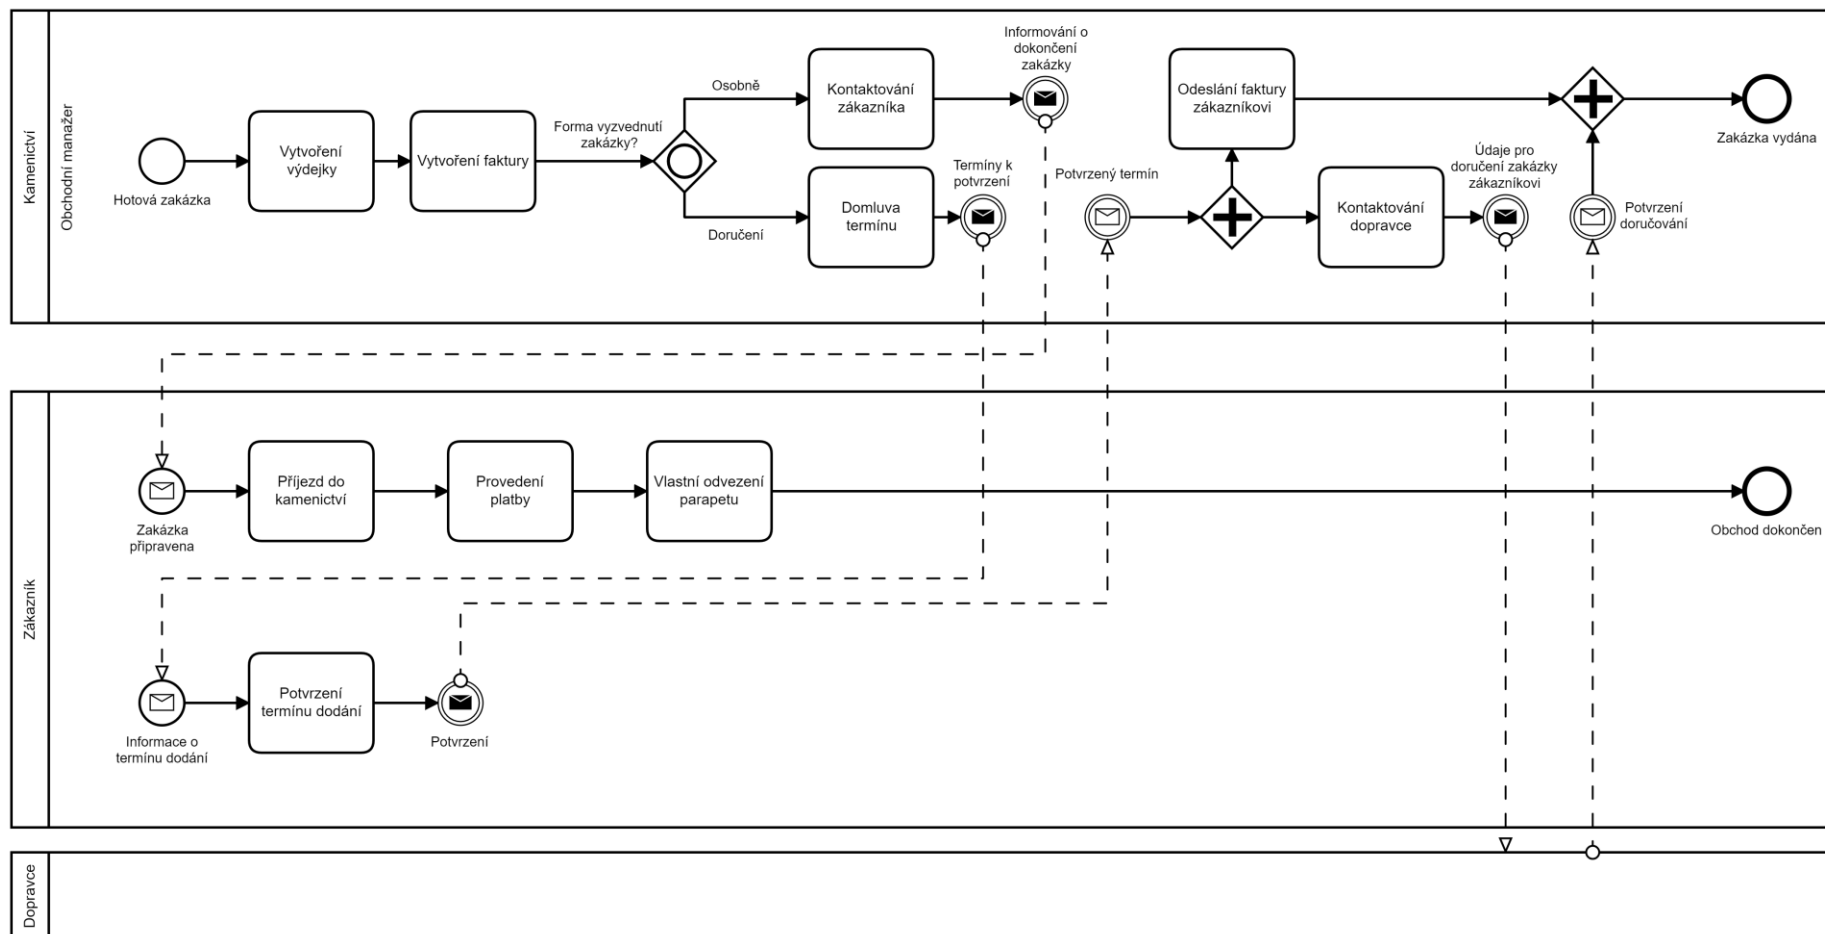 Kamenictví
Obchodní manažer
Hotová zakázka
Vytvoření
výdejky
Vytvoření faktury
Forma vyzvednutí
zakázky?
Osobně
Doručení
Kontaktování
zákazníka
Informování o
dokončení
zakázky
Domluva
termínu
Termíny k
potvrzení
Potvrzený termín
Odeslání faktury
zákazníkovi
Kontaktování
dopravce
Údaje pro
doručení zakázky
zákazníkovi
Potvrzení
doručování
Zakázka vydána
Zákazník
Zakázka
připravena
Příjezd do
kamenictví
Provedení
platby
Vlastní odvezení
parapetu
Obchod dokončen
Informace o
termínu dodání
Potvrzení
termínu dodání
Potvrzení
Dopravce